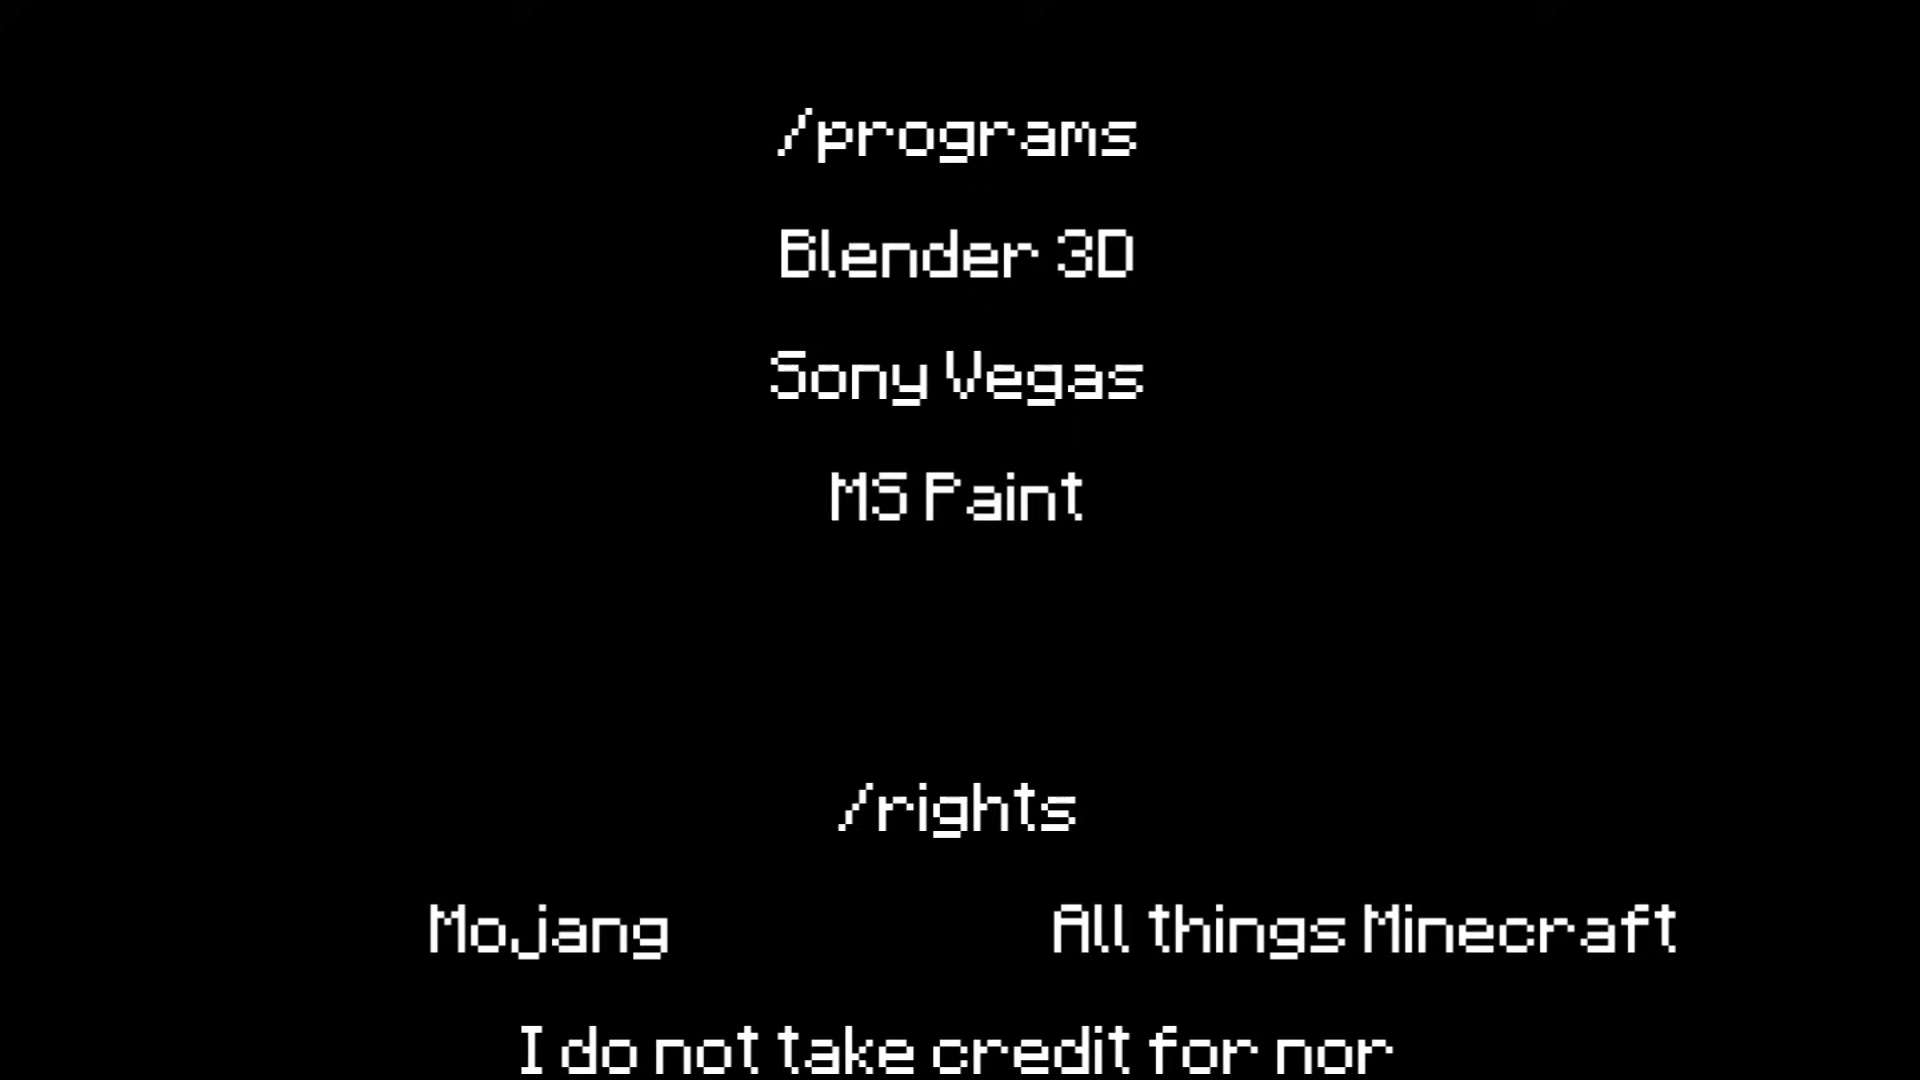 /programs
Blender 3D
Sony Vegas
MS Paint
/rights
Mojang All things Minecraft
I do not take credit for nor